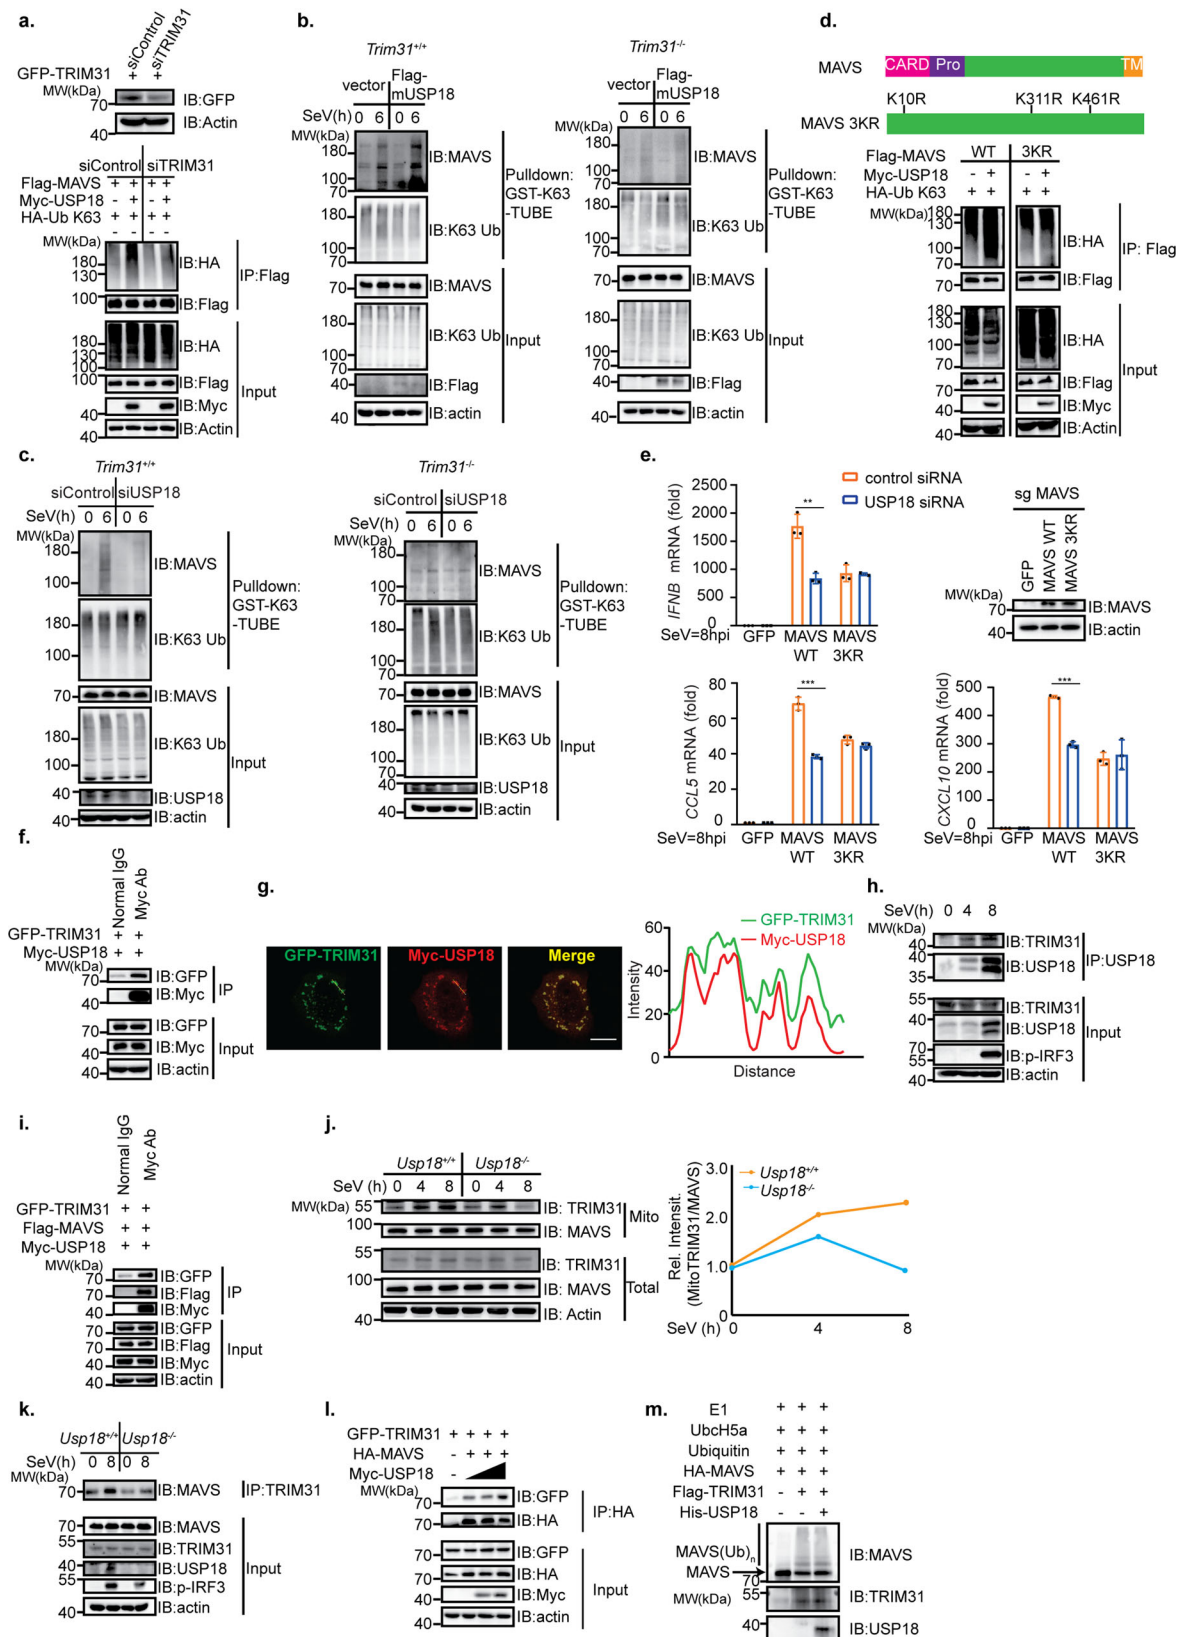 a.
siControl
siTRIM31
GFP-TRIM31 + +
MW(kDa)
70 IB:GFP
40 IB:Actin
siControl siTRIM31
Flag-MAVS + + + +
Myc-USP18 - + - +
HA-Ub K63 + + + +
- - - -
MW(kDa)
180
130
IB:HA
IP:Flag
100 IB:Flag
180
130
100
IB:HA
100 IB:Flag
IB:Myc
40 IB:Actin
Input
b.
Trim31+/+
vector Flag-mUSP18
SeV(h) 0 6 0 6
MW(kDa)
180
100
70
IB:MAVS
180
100
70
IB:K63 Ub
Pulldown:
GST-K63
-TUBE
70 IB:MAVS
180
100
70
IB:K63 Ub
40 IB:Flag
40 IB:actin
Input
Trim31-/-
vector Flag-mUSP18
SeV(h) 0 6 0 6
MW(kDa)
180
100
70
IB:MAVS
180
100
70
IB:K63 Ub
Pulldown:
GST-K63
-TUBE
70 IB:MAVS
180
100
70
IB:K63 Ub
40 IB:Flag
40 IB:actin
Input
c.
Trim31+/+
siControl siUSP18
SeV(h) 0 6 0 6
MW(kDa)
180
100
IB:MAVS
180
100
IB:K63 Ub
Pulldown:
GST-K63
-TUBE
70 IB:MAVS
180
100
IB:K63 Ub
40 IB:USP18
40 IB:actin
Input
Trim31-/-
siControl siUSP18
SeV(h) 0 6 0 6
MW(kDa)
180
100
IB:MAVS
180
100
70
IB:K63 Ub
Pulldown:
GST-K63
-TUBE
70 IB:MAVS
180
100
70
IB:K63 Ub
40 IB:USP18
40 IB:actin
Input
d.
MAVS CARD Pro TM
K10R K311R K461R
MAVS 3KR
Flag-MAVS WT 3KR
Myc-USP18 - + - +
HA-Ub K63 + + + +
MW(kDa)
180
130
100
IB:HA
70 IB:Flag
IP: Flag
180
130
100
70
IB:HA
IB:Flag
40 IB:Myc
40 IB:Actin
Input
e.
control siRNA
USP18 siRNA
IFNB mRNA (fold)
2500
2000
1500
1000
500
0
**
SeV=8hpi GFP MAVS WT MAVS 3KR
sg MAVS
GFP
MAVS WT
MAVS 3KR
MW(kDa)
70 IB:MAVS
40 IB:actin
CCL5 mRNA (fold)
80
60
40
20
0
***
SeV=8hpi GFP MAVS WT MAVS 3KR
CXCL10 mRNA (fold)
500
400
300
200
100
0
***
SeV=8hpi GFP MAVS WT MAVS 3KR
f.
Normal IgG
Myc Ab
GFP-TRIM31 + +
Myc-USP18 + +
MW(kDa)
70 IB:GFP
40 IB:Myc
IP
70 IB:GFP
40 IB:Myc
40 IB:actin
Input
g.
GFP-TRIM31 Myc-USP18 Merge
GFP-TRIM31
Myc-USP18
Intensity
60
40
20
0
Distance
h.
SeV(h) 0 4 8
MW(kDa)
55
40
IB:TRIM31
40
35
IB:USP18
IP:USP18
55
40
IB:TRIM31
IB:USP18
70
55
IB:p-IRF3
40
35
IB:actin
Input
i.
Normal IgG
Myc Ab
GFP-TRIM31 + +
Flag-MAVS + +
Myc-USP18 + +
MW(kDa)
70 IB:GFP
70 IB:Flag
40 IB:Myc
IP
70 IB:GFP
70 IB:Flag
40 IB:Myc
40 IB:actin
Input
j.
Usp18+/+ Usp18-/-
SeV (h) 0 4 8 0 4 8
MW(kDa) 55 IB: TRIM31
100 IB: MAVS
Mito
55 IB: TRIM31
100 IB: MAVS
40 IB: Actin
Total
Rel. Intensit.
(MitoTRIM31/MAVS)
3.0
2.0
1.0
0
Usp18+/+
Usp18-/-
SeV (h) 0 4 8
k.
Usp18+/+ Usp18-/-
SeV(h) 0 8 0 8
MW(kDa)
70 IB:MAVS IP:TRIM31
70 IB:MAVS
55 IB:TRIM31
40 IB:USP18
55 IB:p-IRF3
40 IB:actin
Input
l.
GFP-TRIM31 + + + +
HA-MAVS - + + +
Myc-USP18 -
MW(kDa)
70 IB:GFP
70 IB:HA
IP:HA
70 IB:GFP
70 IB:HA
40 IB:Myc
40 IB:actin
Input
m.
E1 + + +
UbcH5a + + +
Ubiquitin + + +
HA-MAVS + + +
Flag-TRIM31 - + +
His-USP18 - - +
MAVS(Ub)n
MAVS
70
IB:MAVS
MW(kDa) 55 IB:TRIM31
40 IB:USP18